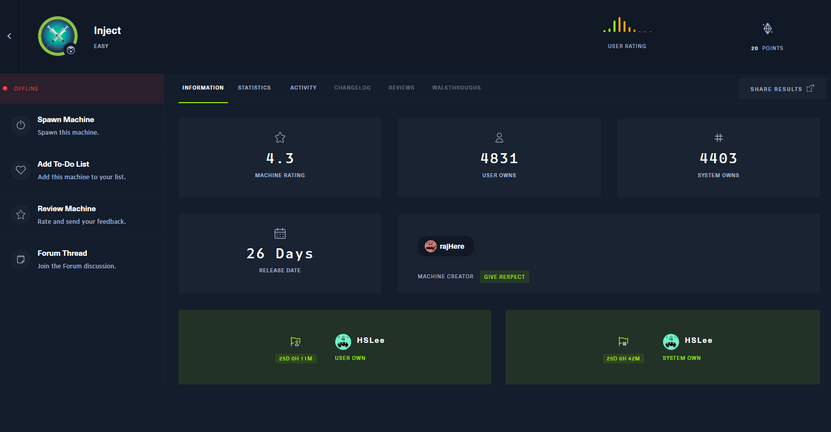 Inject
EASY
USER RATING
20 POINTS
OFFLINE
INFORMATION STATISTICS ACTIVITY CHANGELOG REVIEWS WALKTHROUGHS
SHARE RESULTS
Spawn Machine
Spawn this machine.
Add To-Do List
Add this machine to your list.
Review Machine
Rate and send your feedback.
Forum Thread
Join the Forum discussion.
4.3
MACHINE RATING
4831
USER OWNS
4403
SYSTEM OWNS
26 Days
RELEASE DATE
rajHere
MACHINE CREATOR GIVE RESPECT
HSLee
25D 0H 11M USER OWN
HSLee
25D 0H 42M SYSTEM OWN